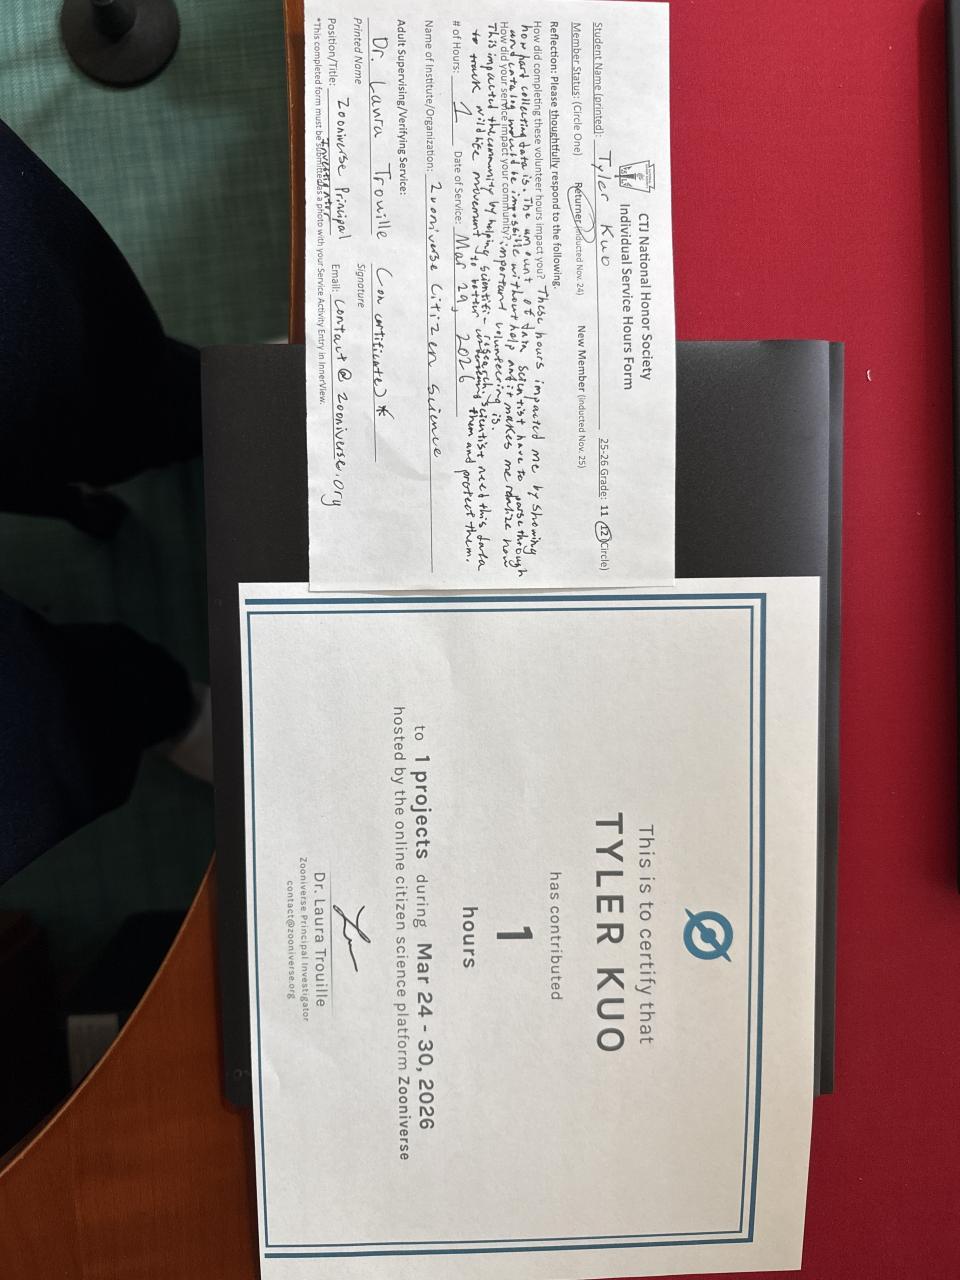 CTJ National Honor Society
Individual Service Hours Form
Student Name (printed): Tyler Kuo 25-26 Grade: 11 12 (Circle)
Member Status: (Circle One) Returner (Inducted Nov. 24) New Member (Inducted Nov. 25)
Reflection: Please thoughtfully respond to the following.
How did completing these volunteer hours impact you? These hours impacted me by showing
how hard collecting data is. The amount of data scientist have to parse through
and catalog would be impossible without help and it makes me realize how
How did your service impact your community? important volunteering is.
This impacted the community by helping scientific research, scientist need this data
to track wildlife movement to better understand them and protect them.
# of Hours: 1 Date of Service: Mar 29, 2026
Name of Institute/Organization: Zooniverse Citizen Science
Adult Supervising/Verifying Service:
Dr. Laura Trouille (on certificate)*
Printed Name Signature
Position/Title: Zooniverse Principal Investigator Email: contact@zooniverse.org
*This completed form must be submitted as a photo with your Service Activity Entry in InnerView.
This is to certify that
TYLER KUO
has contributed
1
hours
to 1 projects during Mar 24 - 30, 2026
hosted by the online citizen science platform Zooniverse
Dr. Laura Trouille
Zooniverse Principal Investigator
contact@zooniverse.org